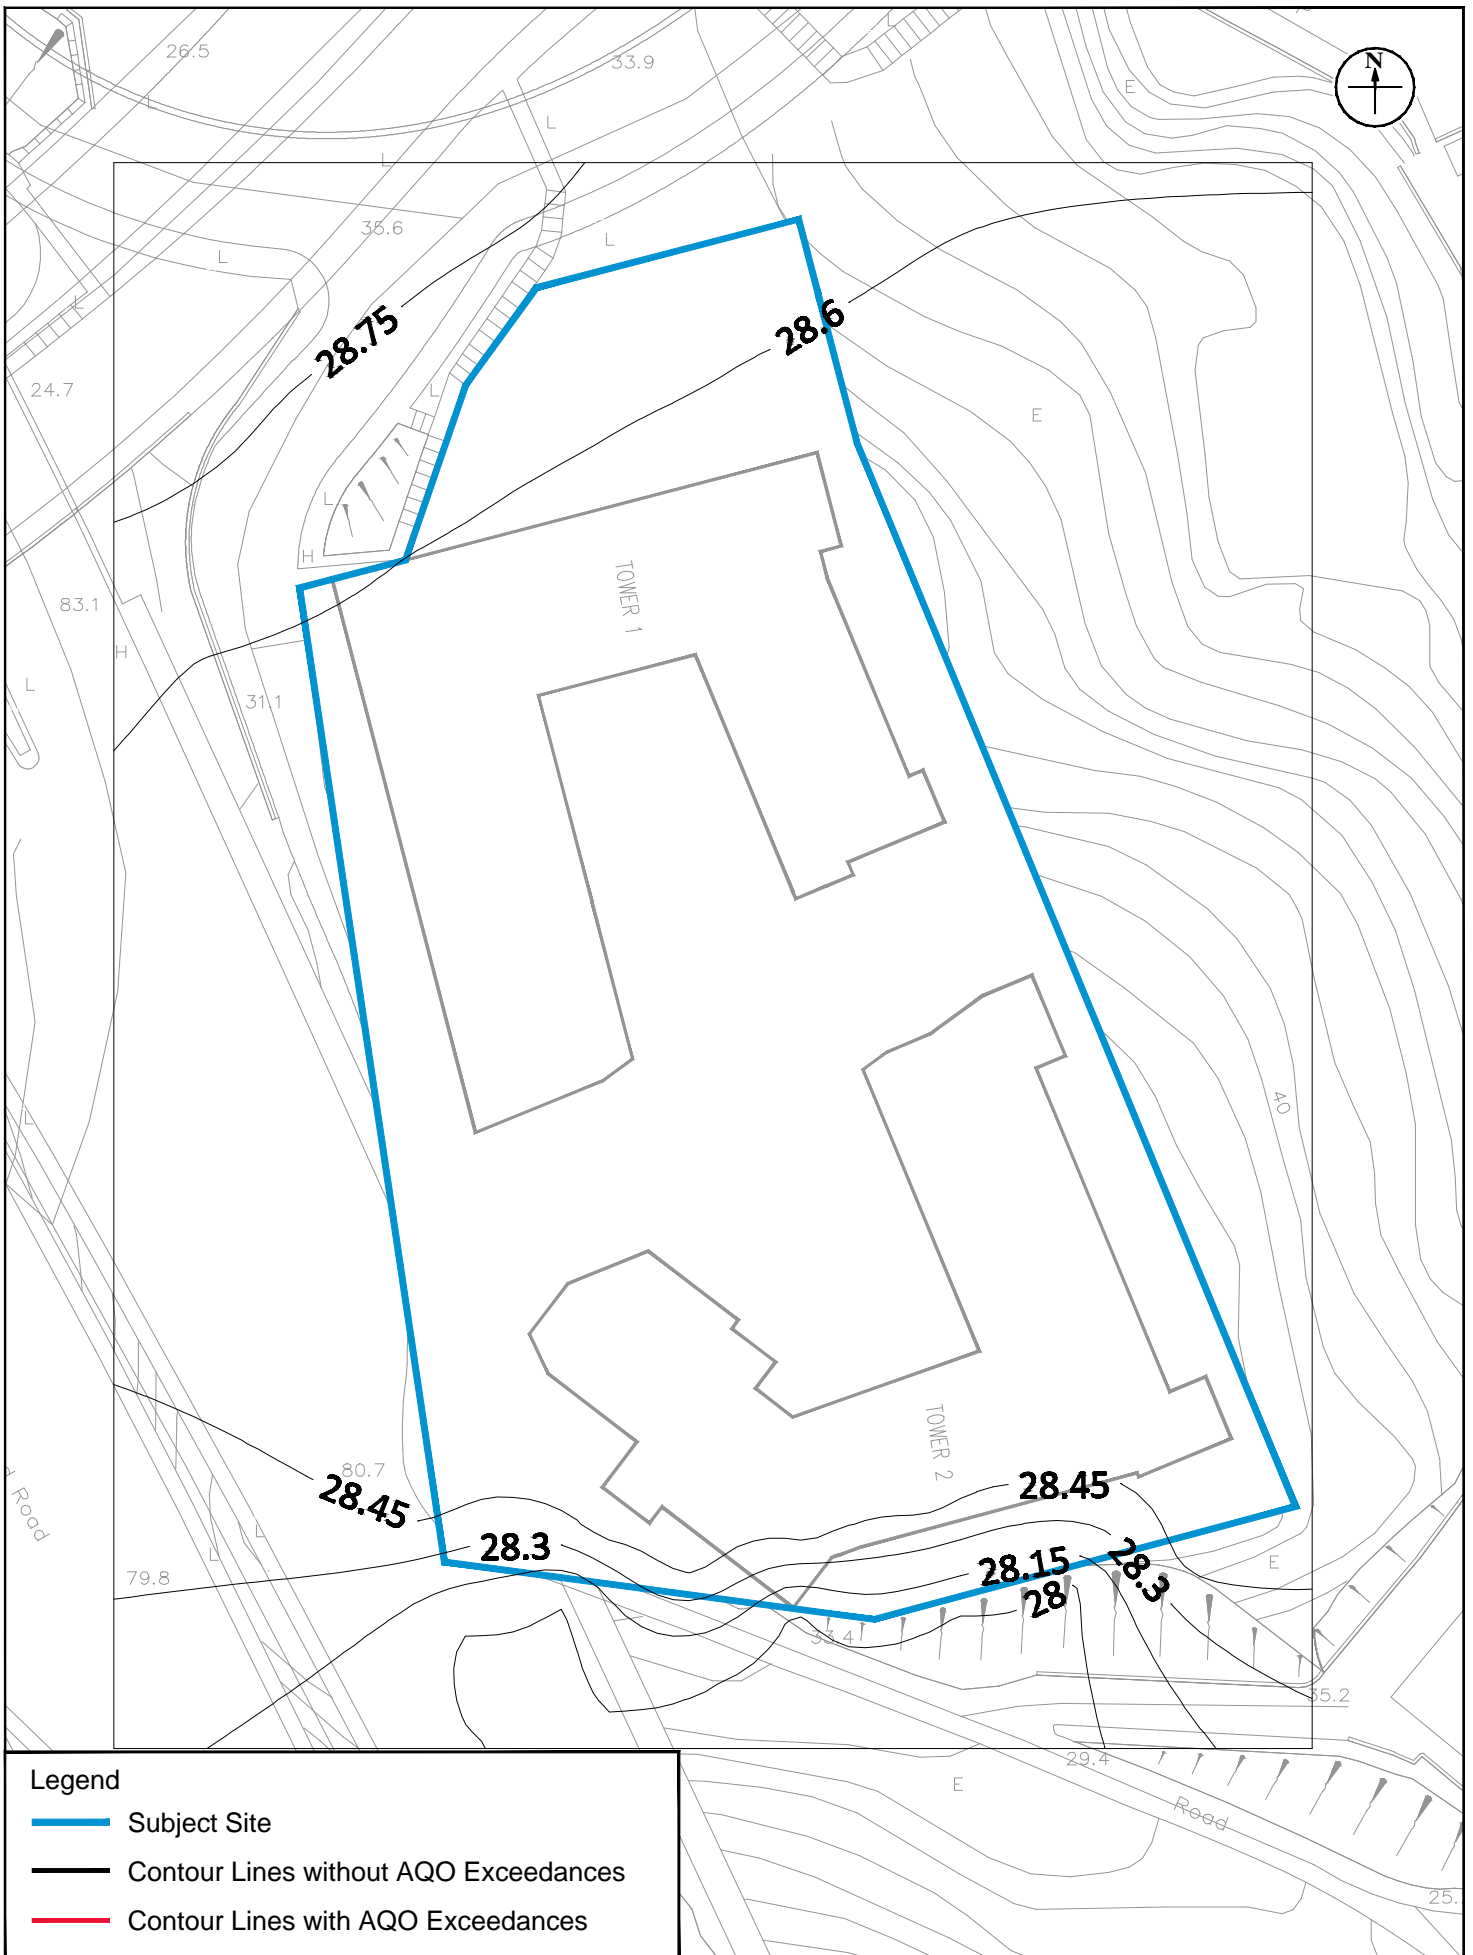 26.5
33.9
N
E
L
L
L
L
35.6
L
L
L
28.75
28.6
24.7
L
E
L
H
TOWER 1
83.1
H
L
31.1
40
L
TOWER 2
80.7
28.45
28.45
d Road
L
L
28.3
28.15
28.3
28
E
79.8
33.4
35.2
29.4
E
Road
25.
Legend
Subject Site
Contour Lines without AQO Exceedances
Contour Lines with AQO Exceedances